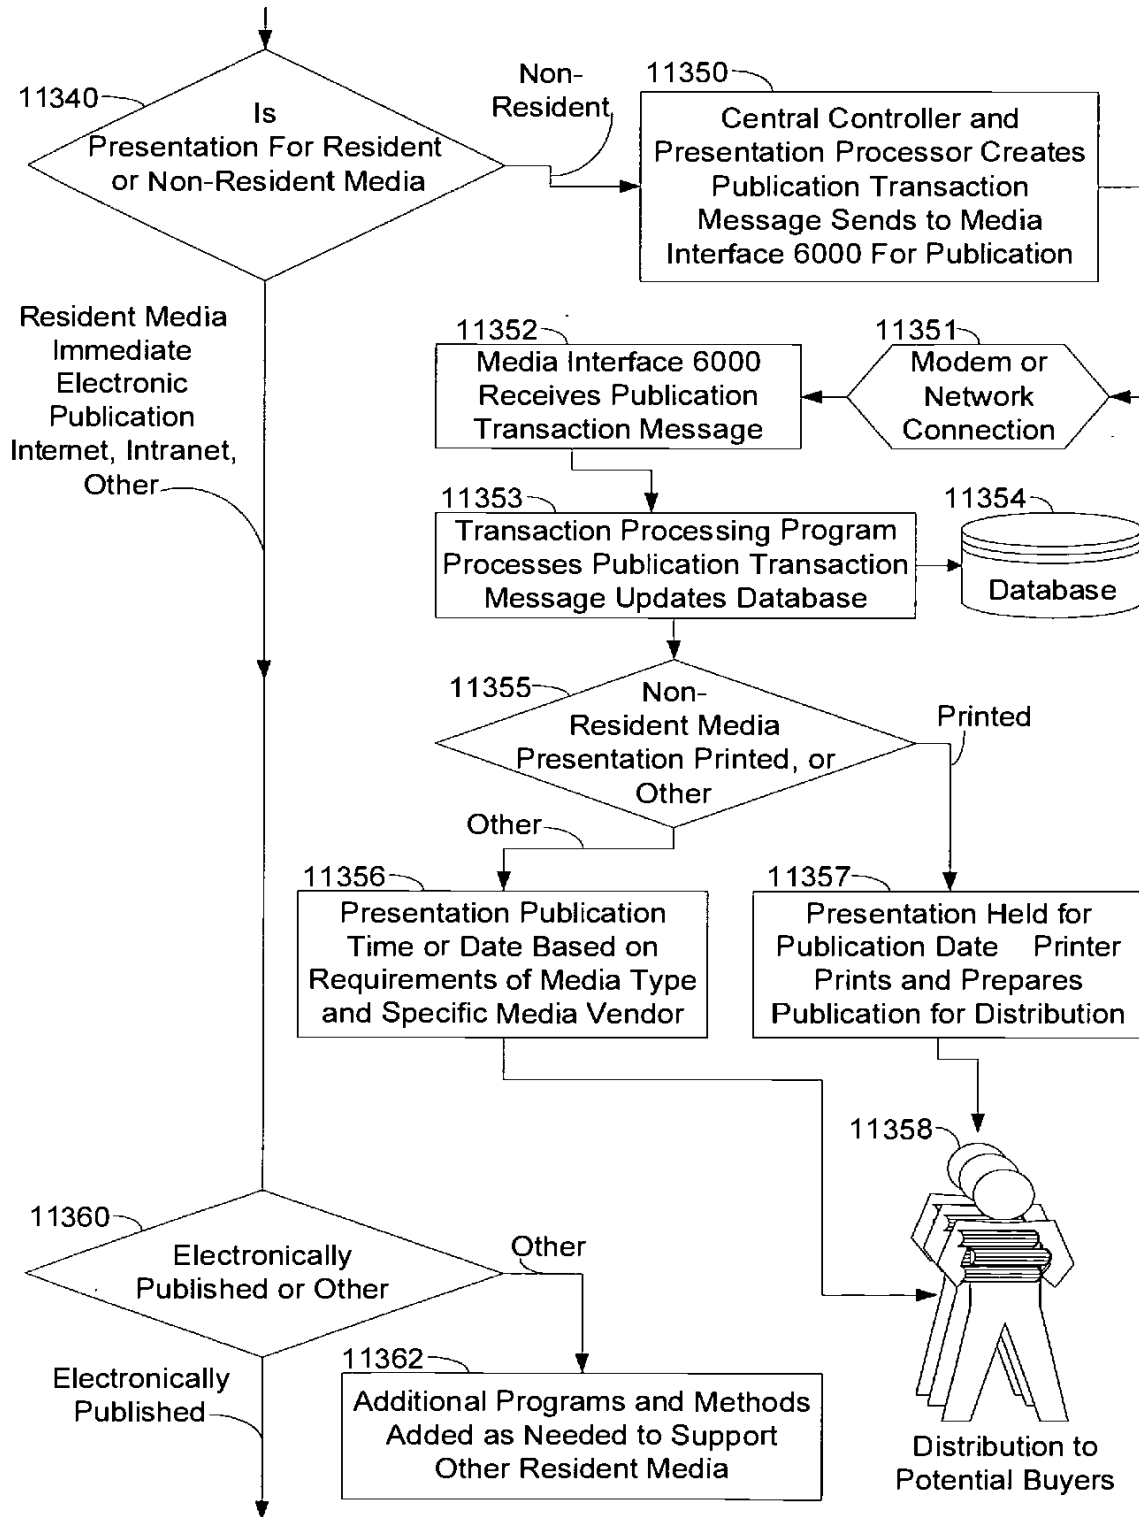 11340
Is
Presentation For Resident
or Non-Resident Media
Non-
Resident
11350
Central Controller and
Presentation Processor Creates
Publication Transaction
Message Sends to Media
Interface 6000 For Publication
Resident Media
Immediate
Electronic
Publication
Internet, Intranet,
Other
11352
Media Interface 6000
Receives Publication
Transaction Message
11351
Modem or
Network
Connection
11353
Transaction Processing Program
Processes Publication Transaction
Message Updates Database
11354
Database
11355
Non-
Resident Media
Presentation Printed, or
Other
Printed
Other
11356
Presentation Publication
Time or Date Based on
Requirements of Media Type
and Specific Media Vendor
11357
Presentation Held for
Publication Date Printer
Prints and Prepares
Publication for Distribution
11358
Distribution to
Potential Buyers
11360
Electronically
Published or Other
Other
Electronically
Published
11362
Additional Programs and Methods
Added as Needed to Support
Other Resident Media